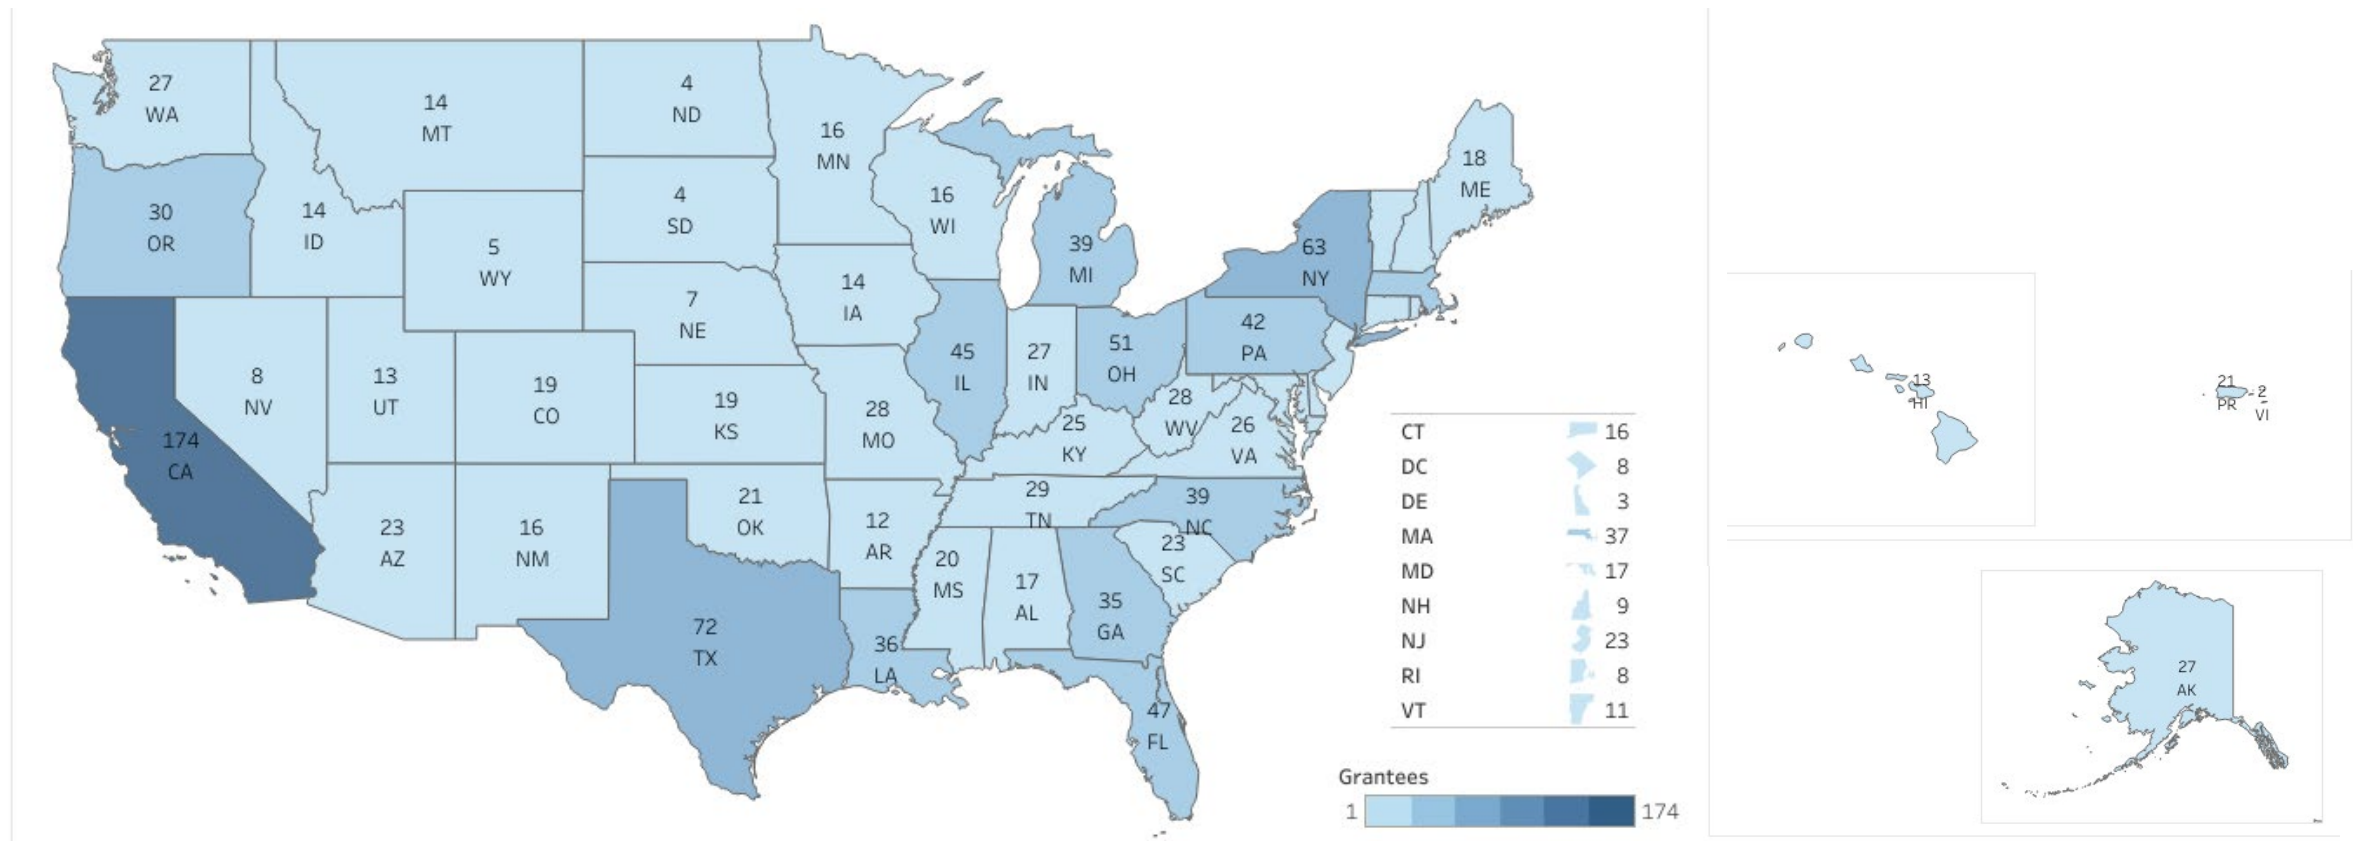 27
WA
14
MT
4
ND
16
MN
18
ME
30
OR
14
ID
5
WY
4
SD
16
WI
39
MI
63
NY
7
NE
14
IA
42
PA
8
NV
13
UT
19
CO
19
KS
28
MO
45
IL
27
IN
51
OH
28
WV
26
VA
25
KY
174
CA
23
AZ
16
NM
21
OK
12
AR
29
TN
39
NC
23
SC
20
MS
17
AL
35
GA
72
TX
36
LA
47
FL
CT 16
DC 8
DE 3
MA 37
MD 17
NH 9
NJ 23
RI 8
VT 11
Grantees
1 174
13
HI
21
PR
2
VI
27
AK